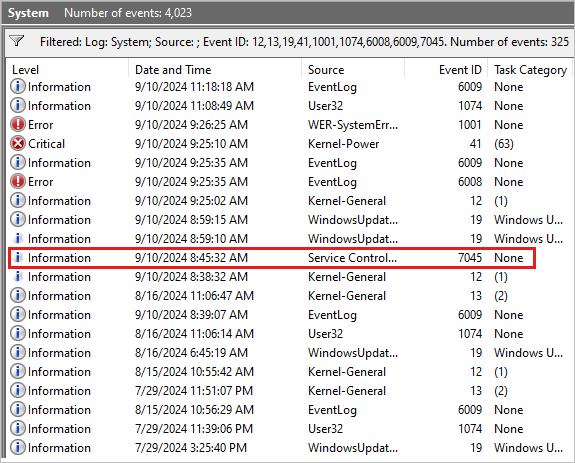 System Number of events: 4,023
Filtered: Log: System; Source: ; Event ID: 12,13,19,41,1001,1074,6008,6009,7045. Number of events: 325
Level Date and Time Source Event ID Task Category
Information 9/10/2024 11:18:18 AM EventLog 6009 None
Information 9/10/2024 11:08:49 AM User32 1074 None
Error 9/10/2024 9:26:25 AM WER-SystemErr... 1001 None
Critical 9/10/2024 9:25:10 AM Kernel-Power 41 (63)
Information 9/10/2024 9:25:35 AM EventLog 6009 None
Error 9/10/2024 9:25:35 AM EventLog 6008 None
Information 9/10/2024 9:25:02 AM Kernel-General 12 (1)
Information 9/10/2024 8:59:15 AM WindowsUpdat... 19 Windows U...
Information 9/10/2024 8:59:10 AM WindowsUpdat... 19 Windows U...
Information 9/10/2024 8:45:32 AM Service Control... 7045 None
Information 9/10/2024 8:38:32 AM Kernel-General 12 (1)
Information 8/16/2024 11:06:47 AM Kernel-General 13 (2)
Information 9/10/2024 8:39:07 AM EventLog 6009 None
Information 8/16/2024 11:06:14 AM User32 1074 None
Information 8/16/2024 6:45:19 AM WindowsUpdat... 19 Windows U...
Information 8/15/2024 10:55:42 AM Kernel-General 12 (1)
Information 7/29/2024 11:51:07 PM Kernel-General 13 (2)
Information 8/15/2024 10:56:29 AM EventLog 6009 None
Information 7/29/2024 11:39:06 PM User32 1074 None
Information 7/29/2024 3:25:40 PM WindowsUpdat... 19 Windows U...